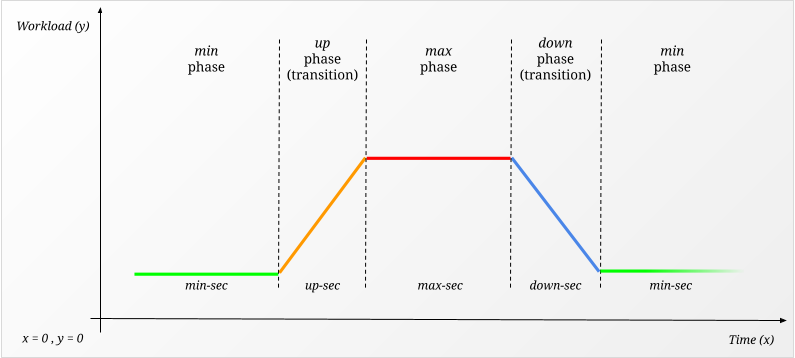 Workload (y)
min
phase
up
phase
(transition)
max
phase
down
phase
(transition)
min
phase
min-sec
up-sec
max-sec
down-sec
min-sec
x = 0 , y = 0
Time (x)